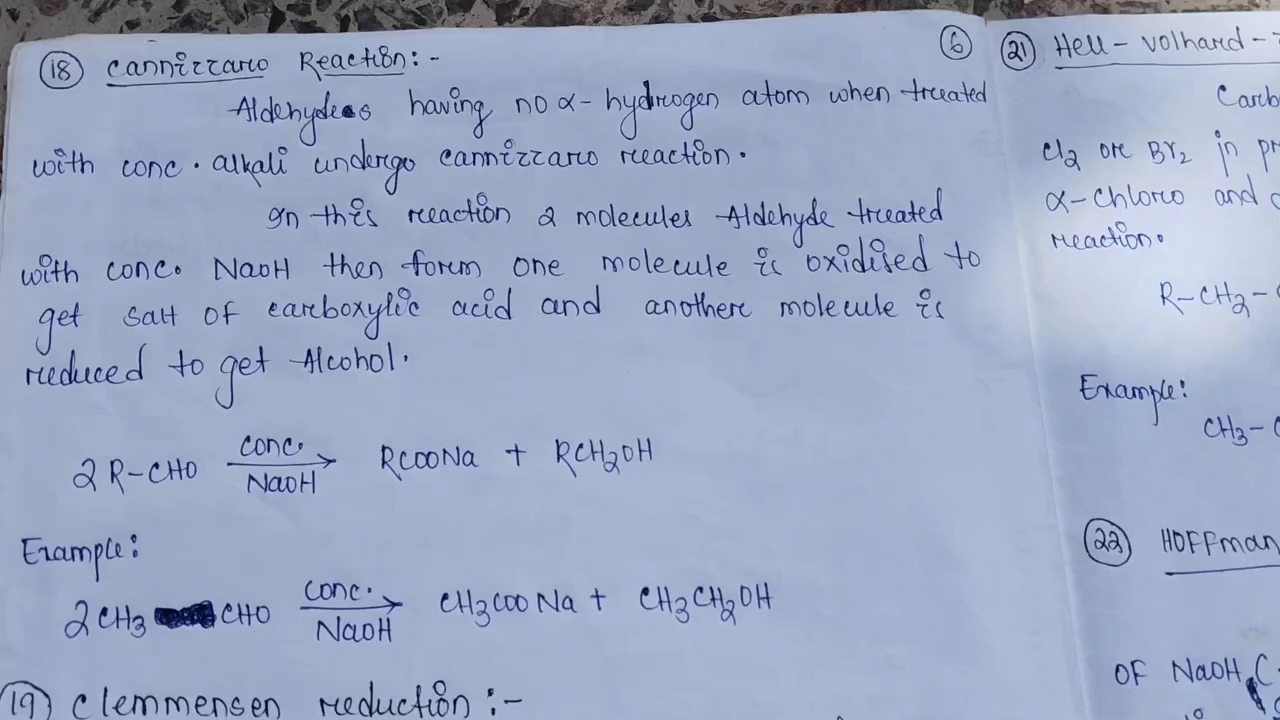 18 Cannizzaro Reaction:-
6
Aldehydes having no α-hydrogen atom when treated
with conc. alkali undergo cannizzaro reaction.
In this reaction 2 molecules Aldehyde treated
with conc. NaOH then form one molecule is oxidised to
get salt of carboxylic acid and another molecule is
reduced to get Alcohol.
2R-CHO conc. NaOH → RCOONa + RCH₂OH
Example:
2CH₃ CHO conc. NaOH → CH₃COONa + CH₃CH₂OH
19 Clemmensen reduction:-
21 Hell-Volhard-
Carb
Cl₂ or Br₂ in pr
α-Chloro and
reaction.
R-CH₂-
Example:
CH₃-
22 HOFFman
OF NaOH